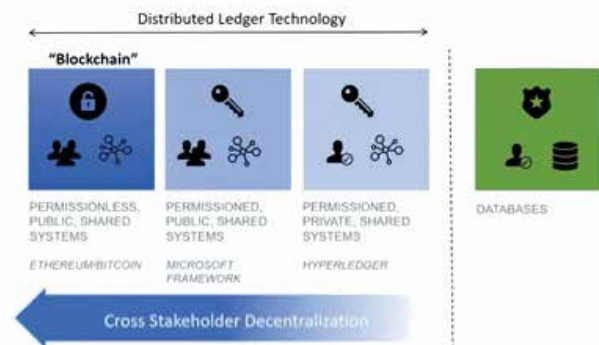 Distributed Ledger Technology
“Blockchain”
PERMISSIONLESS,
PUBLIC, SHARED
SYSTEMS
ETHEREUM/BITCOIN
PERMISSIONED,
PUBLIC, SHARED
SYSTEMS
MICROSOFT
FRAMEWORK
PERMISSIONED,
PRIVATE, SHARED
SYSTEMS
HYPERLEDGER
DATABASES
Cross Stakeholder Decentralization